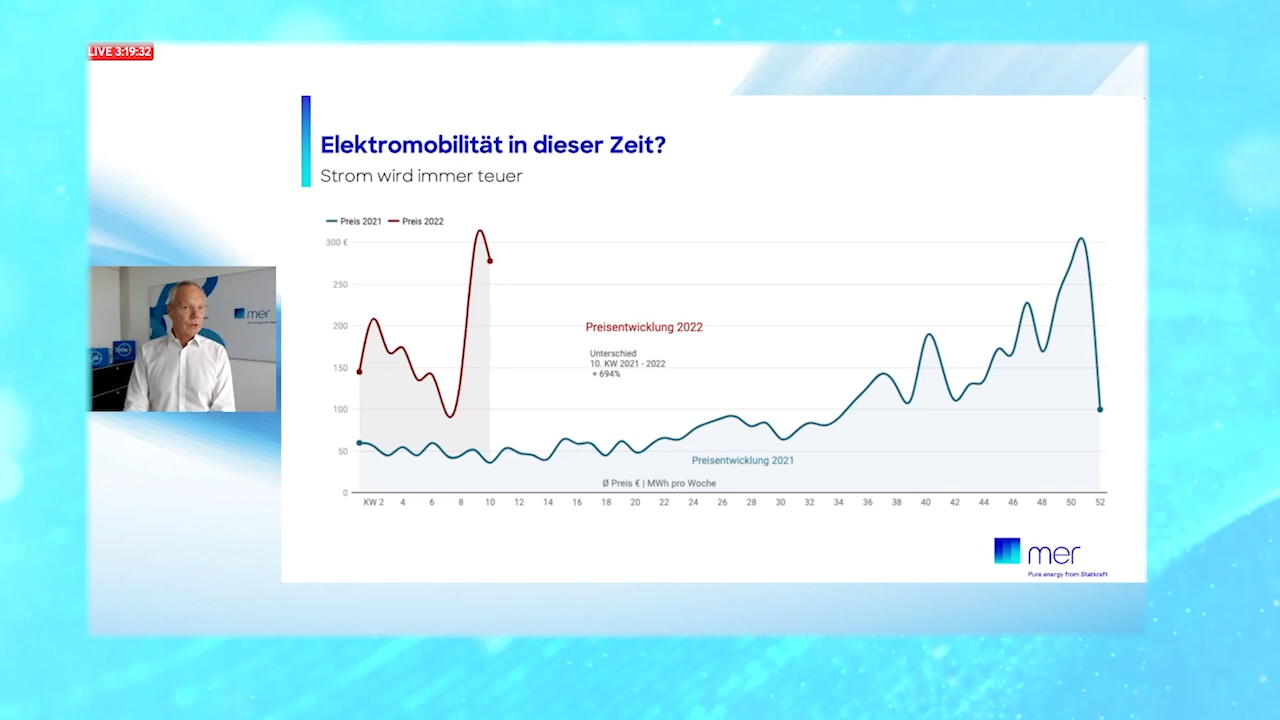 LIVE 3:19:32
Elektromobilität in dieser Zeit?
Strom wird immer teuer
Preis 2021 Preis 2022
300 €
250
200
150
100
50
0
Preisentwicklung 2022
Unterschied
10. KW 2021 - 2022
+ 694%
Preisentwicklung 2021
Ø Preis € | MWh pro Woche
KW 2 4 6 8 10 12 14 16 18 20 22 24 26 28 30 32 34 36 38 40 42 44 46 48 50 52
mer
mer
Pure energy from Statkraft